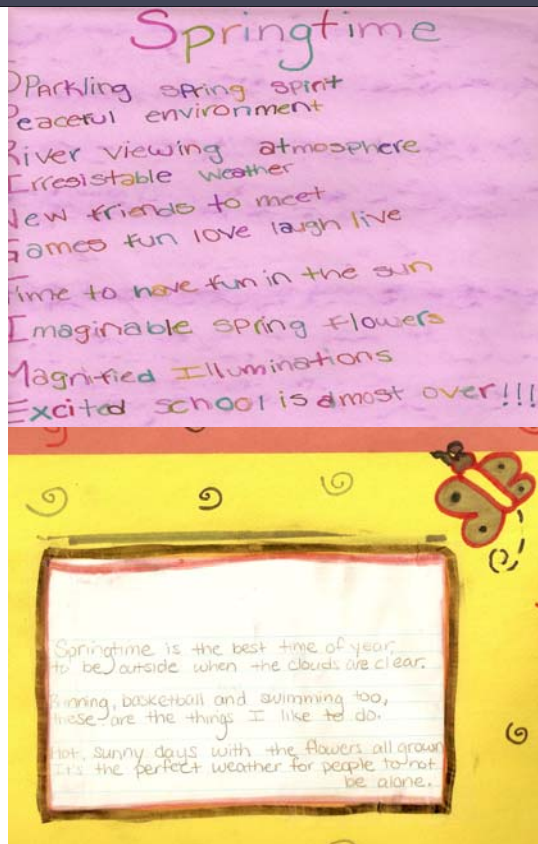 Springtime
SParkling spring spirit
Peaceful environment
River viewing atmosphere
Irresistable weather
New friends to meet
Games fun love laugh live
Time to have fun in the sun
Imaginable spring flowers
Magnified Illuminations
Excited school is almost over!!!
Springtime is the best time of year,
to be outside when the clouds are clear.
Running, basketball and swimming too,
these are the things I like to do.
Hot, sunny days with the flowers all grown
It's the perfect weather for people to not
be alone.